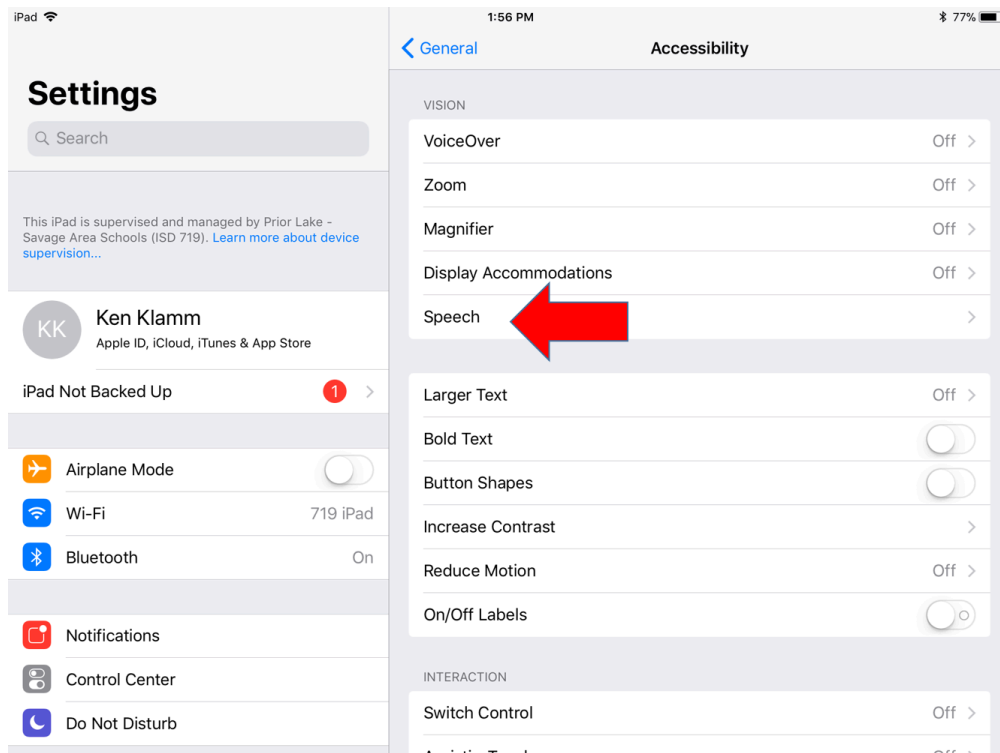 iPad 1:56 PM 77%
Settings
Search
This iPad is supervised and managed by Prior Lake -
Savage Area Schools (ISD 719). Learn more about device
supervision...
KK
Ken Klamm
Apple ID, iCloud, iTunes & App Store
iPad Not Backed Up 1
Airplane Mode
Wi-Fi 719 iPad
Bluetooth On
Notifications
Control Center
Do Not Disturb
General Accessibility
VISION
VoiceOver Off
Zoom Off
Magnifier Off
Display Accommodations Off
Speech
Larger Text Off
Bold Text
Button Shapes
Increase Contrast
Reduce Motion Off
On/Off Labels
INTERACTION
Switch Control Off